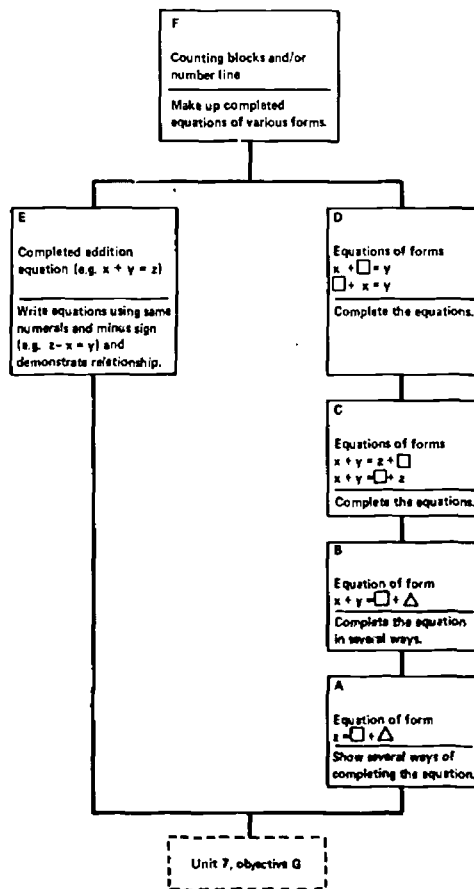 F
Counting blocks and/or
number line
Make up completed
equations of various forms.
E
Completed addition
equation (e.g. x + y = z)
Write equations using same
numerals and minus sign
(e.g. z - x = y) and
demonstrate relationship.
D
Equations of forms
x + □ = y
□ + x = y
Complete the equations.
C
Equations of forms
x + y = z + □
x + y = □ + z
Complete the equations.
B
Equation of form
x + y = □ + △
Complete the equation
in several ways.
A
Equation of form
z = □ + △
Show several ways of
completing the equation.
Unit 7, objective G